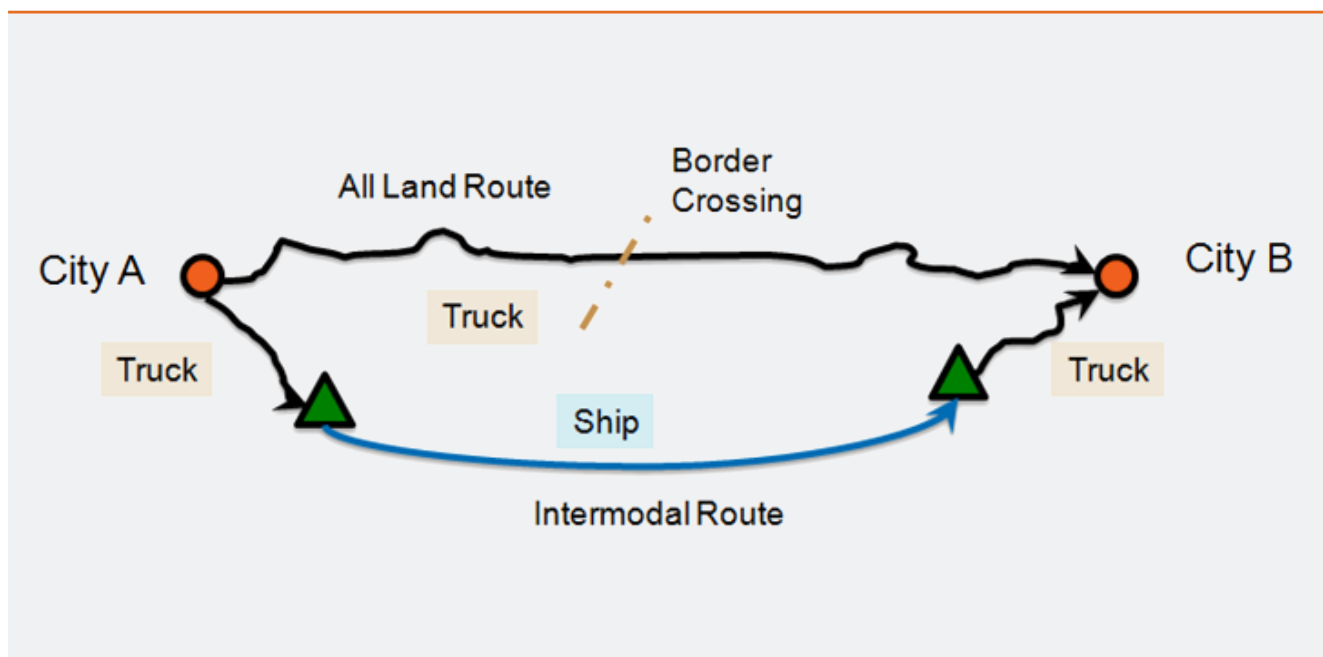 Border
Crossing
All Land Route
City A
City B
Truck
Truck
Truck
Ship
Intermodal Route